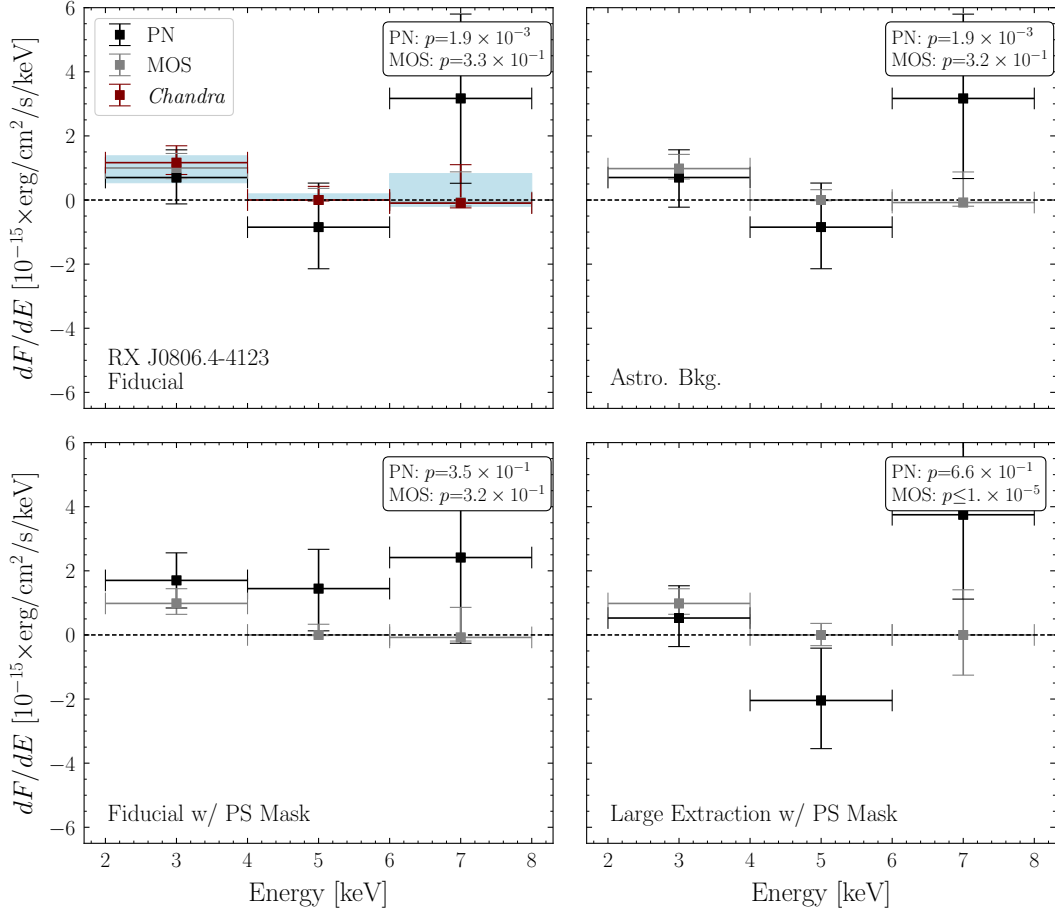 PN
MOS
Chandra
PN: p=1.9 × 10⁻³
MOS: p=3.3 × 10⁻¹
6
4
2
0
−2
−4
−6
dF/dE [10⁻¹⁵×erg/cm²/s/keV]
RX J0806.4-4123
Fiducial
PN: p=1.9 × 10⁻³
MOS: p=3.2 × 10⁻¹
Astro. Bkg.
PN: p=3.5 × 10⁻¹
MOS: p=3.2 × 10⁻¹
6
4
2
0
−2
−4
−6
dF/dE [10⁻¹⁵×erg/cm²/s/keV]
Fiducial w/ PS Mask
2 3 4 5 6 7 8
Energy [keV]
PN: p=6.6 × 10⁻¹
MOS: p≤1. × 10⁻⁵
Large Extraction w/ PS Mask
2 3 4 5 6 7 8
Energy [keV]